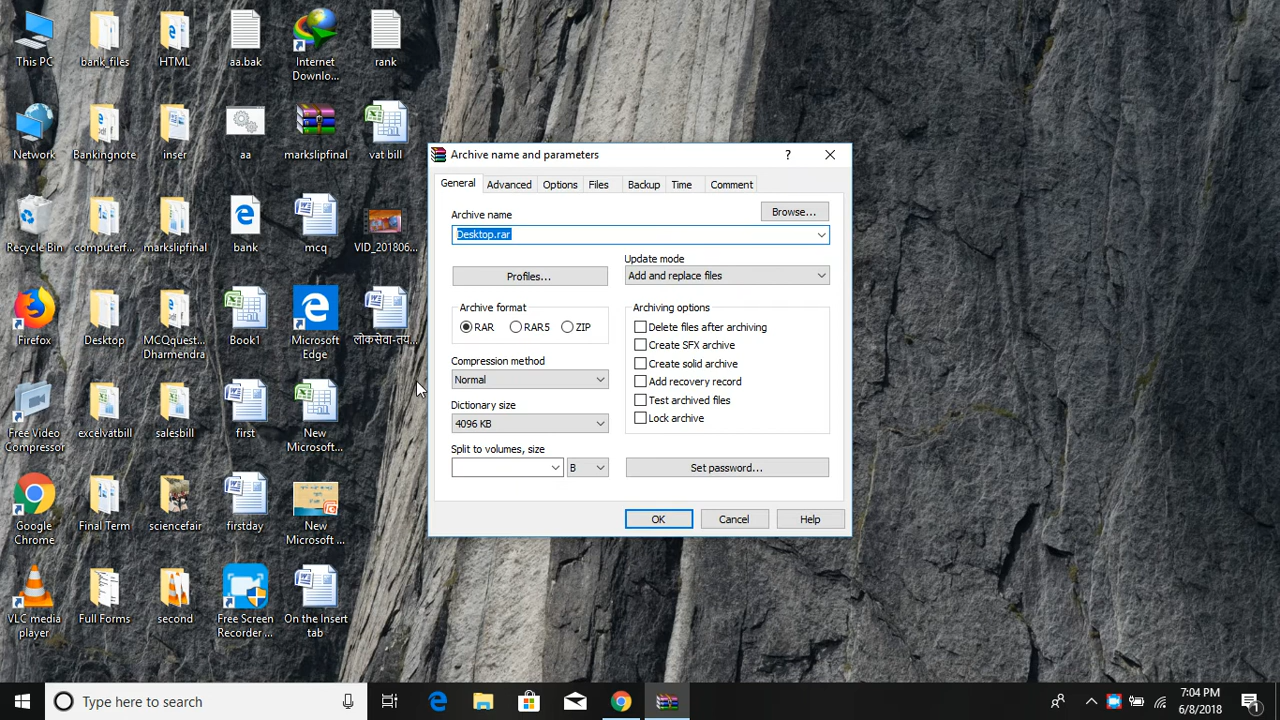 This PC
bank_files
HTML
aa.bak
Internet
Downlo...
rank
Network
Bankingnote
inser
aa
markslipfinal
vat bill
Recycle Bin
computerf...
markslipfinal
bank
mcq
VID_201806...
Firefox
Desktop
MCQquest...
Dharmendra
Book1
Microsoft
Edge
लोकसेवा-तय...
Free Video
Compressor
excelvatbill
salesbill
first
New
Microsoft...
Google
Chrome
Final Term
sciencefair
firstday
New
Microsoft ...
VLC media
player
Full Forms
second
Free Screen
Recorder ...
On the Insert
tab
Archive name and parameters
?
General
Advanced
Options
Files
Backup
Time
Comment
Archive name
Browse...
Desktop.rar
Profiles...
Update mode
Add and replace files
Archive format
RAR
RAR5
ZIP
Compression method
Normal
Dictionary size
4096 KB
Split to volumes, size
B
Archiving options
Delete files after archiving
Create SFX archive
Create solid archive
Add recovery record
Test archived files
Lock archive
Set password...
OK
Cancel
Help
Type here to search
7:04 PM
6/8/2018
1